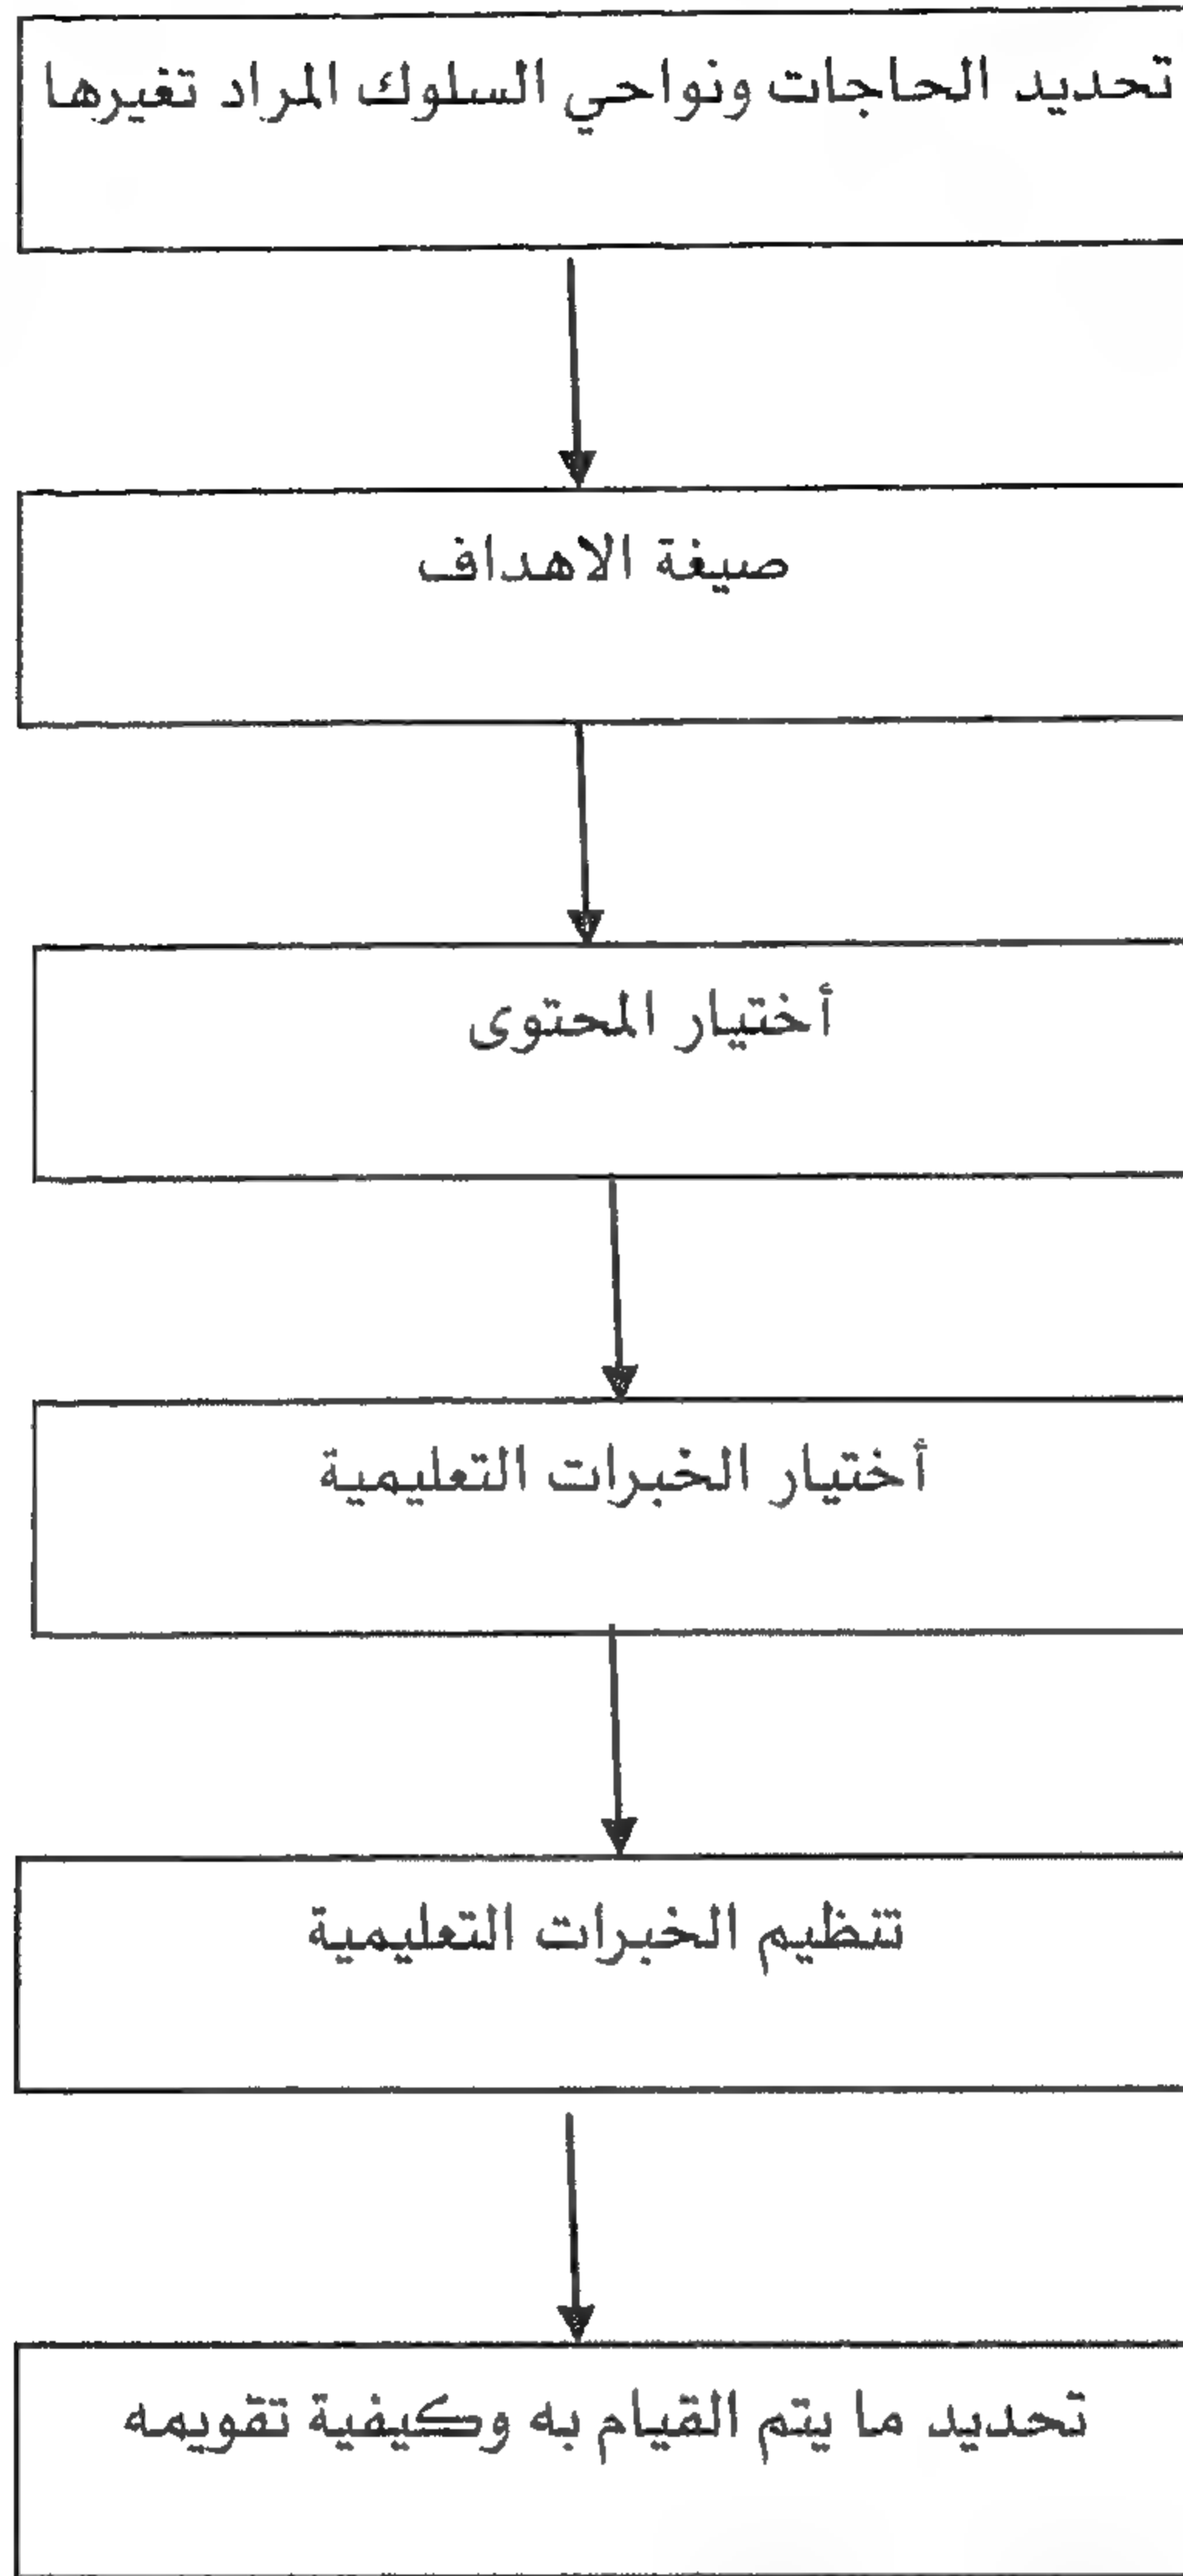 تحديد الحاجات ونواحي السلوك المراد تغيرها
صيغة الاهداف
أختيار المحتوى
أختيار الخبرات التعليمية
تنظيم الخبرات التعليمية
تحديد ما يتم القيام به وكيفية تقويمه